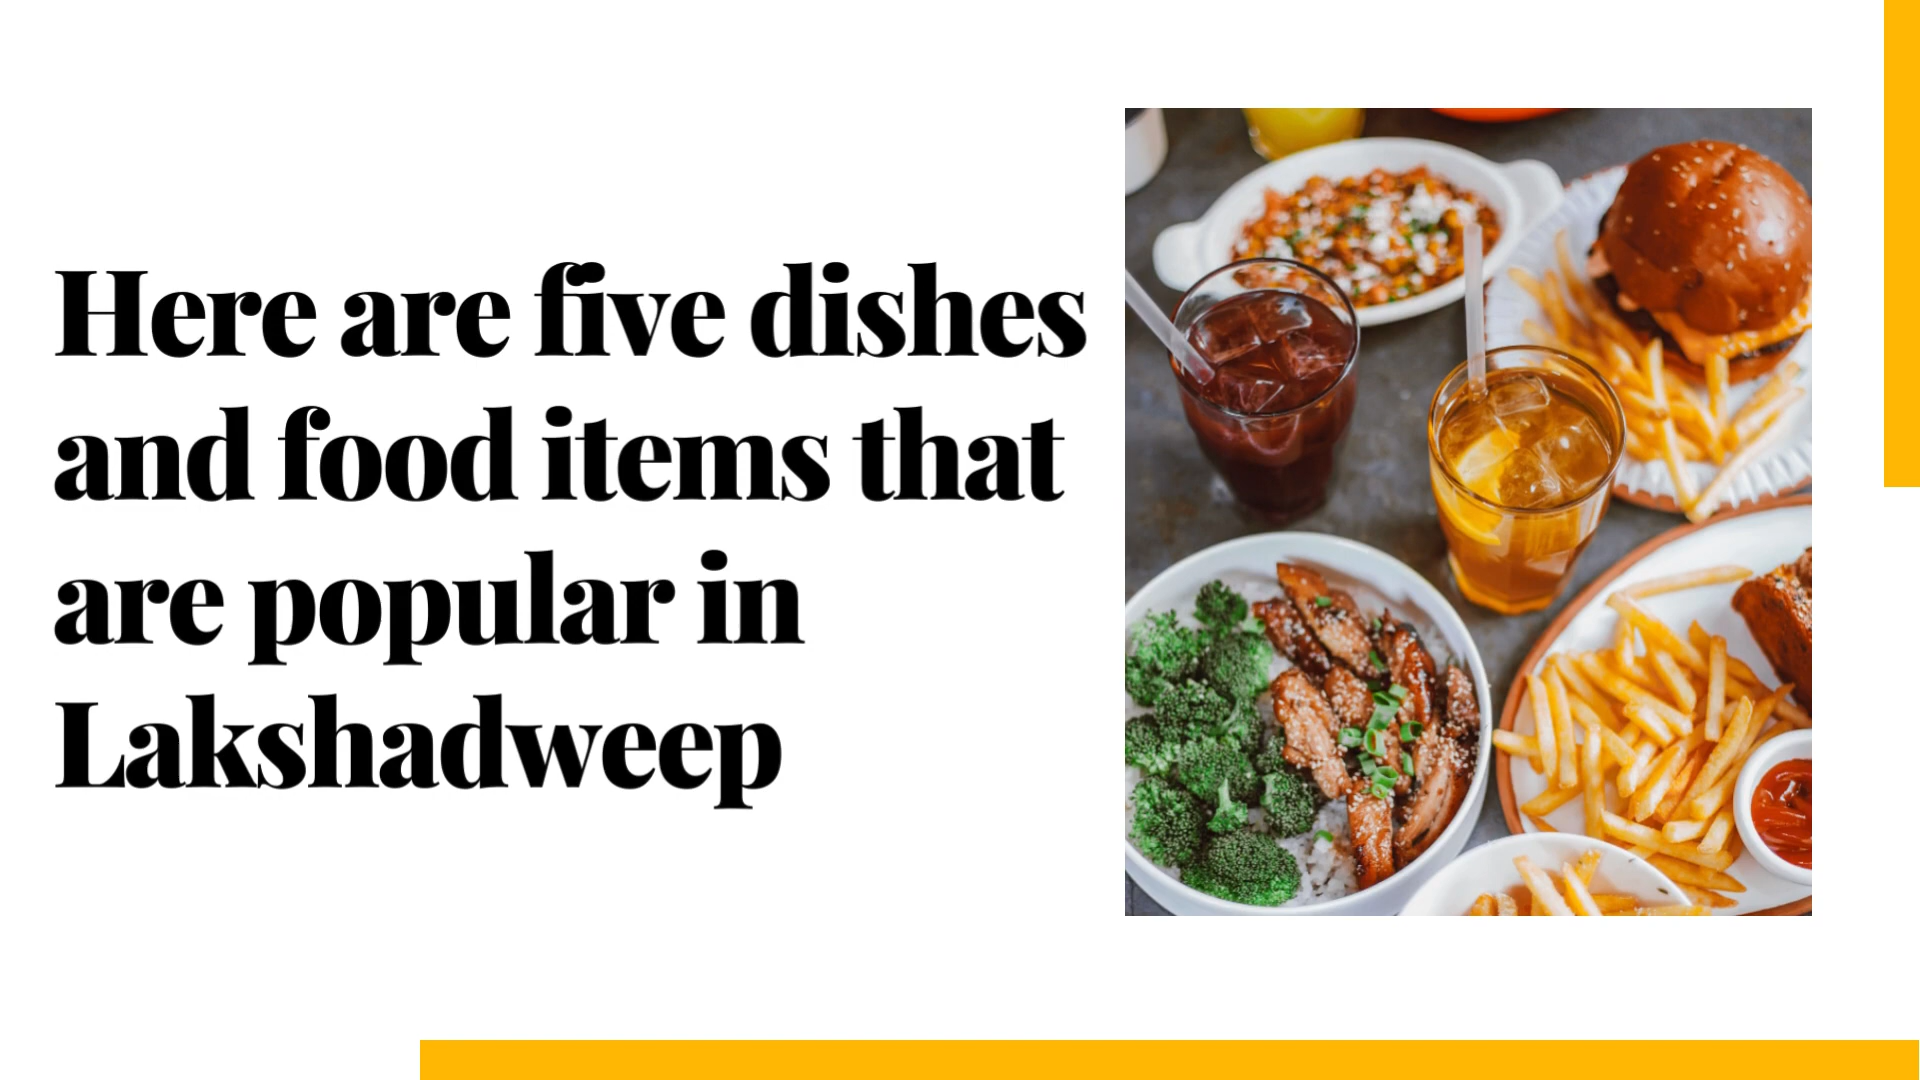 Here are five dishes
and food items that
are popular in
Lakshadweep